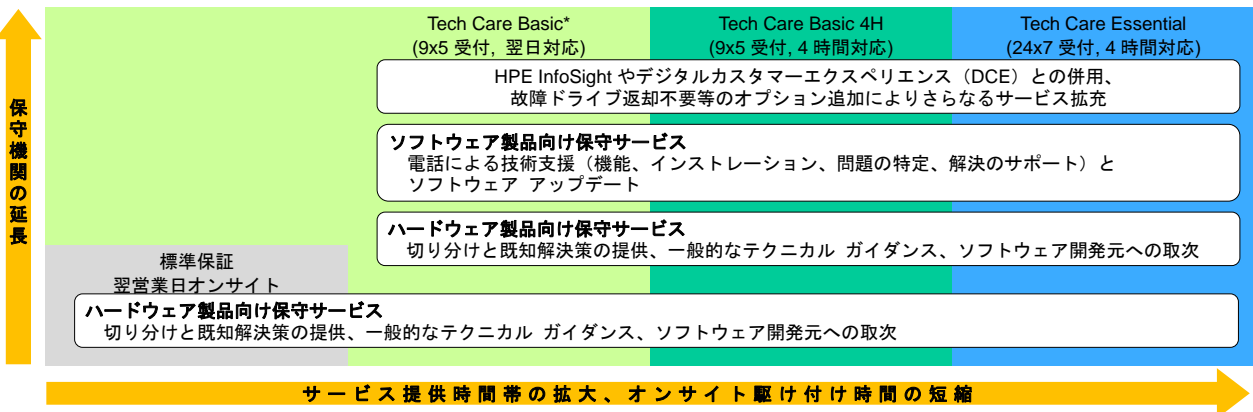 Tech Care Basic*
(9x5 受付, 翌日対応)
Tech Care Basic 4H
(9x5 受付, 4 時間対応)
Tech Care Essential
(24x7 受付, 4 時間対応)
HPE InfoSight やデジタルカスタマーエクスペリエンス（DCE）との併用、
故障ドライブ返却不要等のオプション追加によりさらなるサービス拡充
保守機関の延長
ソフトウェア製品向け保守サービス
電話による技術支援（機能、インストレーション、問題の特定、解決のサポート）と
ソフトウェア アップデート
ハードウェア製品向け保守サービス
切り分けと既知解決策の提供、一般的なテクニカル ガイダンス、ソフトウェア開発元への取次
標準保証
翌営業日オンサイト
ハードウェア製品向け保守サービス
切り分けと既知解決策の提供、一般的なテクニカル ガイダンス、ソフトウェア開発元への取次
サービス提供時間帯の拡大、オンサイト駆け付け時間の短縮